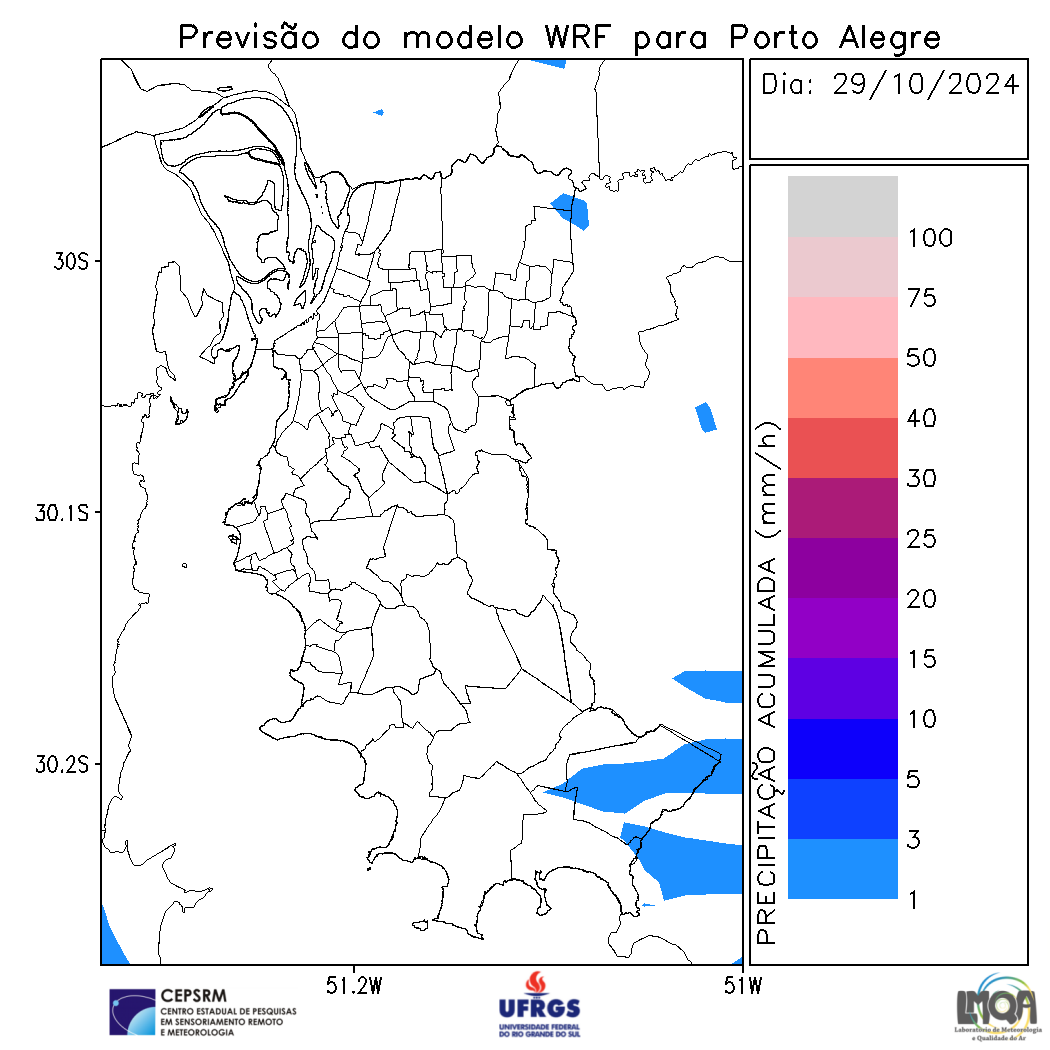 Previsão do modelo WRF para Porto Alegre
Dia: 29/10/2024
100
75
50
40
30
25
20
15
10
5
3
1
PRECIPITAÇÃO ACUMULADA (mm/h)
30S
30.1S
30.2S
51.2W
51W
CEPSRM
CENTRO ESTADUAL DE PESQUISAS
EM SENSORIAMENTO REMOTO
E METEOROLOGIA
UFRGS
UNIVERSIDADE FEDERAL
DO RIO GRANDE DO SUL
LMQA
Laboratório de Meteorologia
e Qualidade do Ar